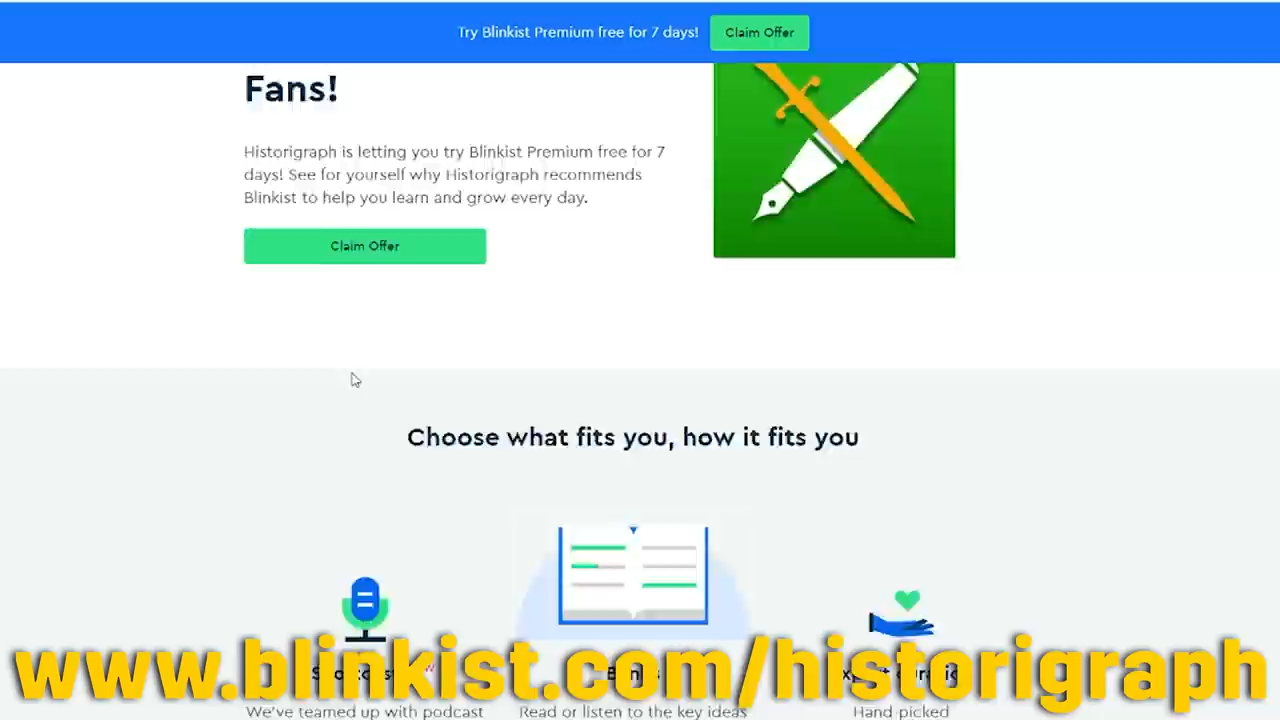 Try Blinkist Premium free for 7 days! Claim Offer
Fans!
Historigraph is letting you try Blinkist Premium free for 7
days! See for yourself why Historigraph recommends
Blinkist to help you learn and grow every day.
Claim Offer
Choose what fits you, how it fits you
www.blinkist.com/historigraph
We've teamed up with podcast
Read or listen to the key ideas
Hand-picked